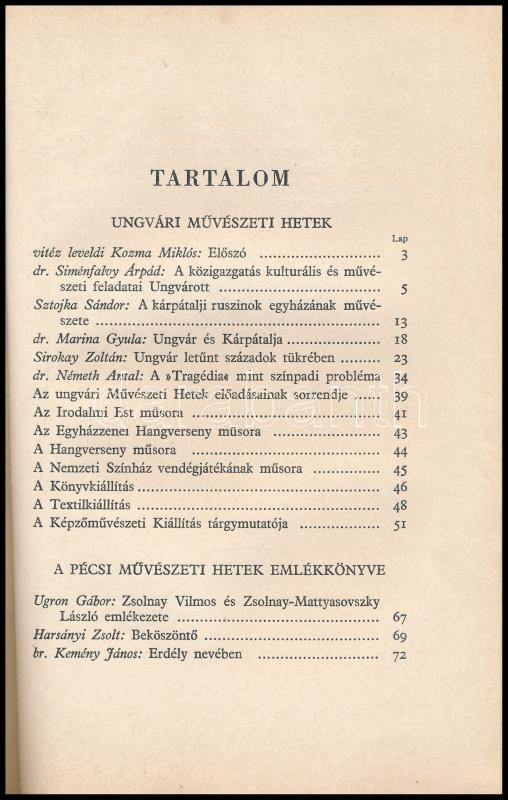 TARTALOM
UNGVÁRI MŰVÉSZETI HETEK
Lap
vitéz leveldi Kozma Miklós: Előszó ................................ 3
dr. Siménfalvy Árpád: A közigazgatás kulturális és művé-
szeti feladatai Ungvárott ................................ 5
Sztojka Sándor: A kárpátalji ruszinok egyházának művé-
szete ................................ 13
dr. Marina Gyula: Ungvár és Kárpátalja ................ 18
Sirokay Zoltán: Ungvár letűnt századok tükrében .......... 23
dr. Németh Antal: A »Tragédia« mint színpadi probléma 34
Az ungvári Művészeti Hetek előadásainak sorrendje ...... 39
Az Irodalmi Est műsora ................................ 41
Az Egyházzenei Hangverseny műsora ................ 43
A Hangverseny műsora ................................ 44
A Nemzeti Színház vendégjátékának műsora ................ 45
A Könyvkiállítás ................................ 46
A Textilkiállítás ................................ 48
A Képzőművészeti Kiállítás tárgymutatója ................ 51
A PÉCSI MŰVÉSZETI HETEK EMLÉKKÖNYVE
Ugron Gábor: Zsolnay Vilmos és Zsolnay-Mattyasovszky
László emlékezete ................................ 67
Harsányi Zsolt: Beköszöntő ................................ 69
br. Kemény János: Erdély nevében ................ 72
darabanth